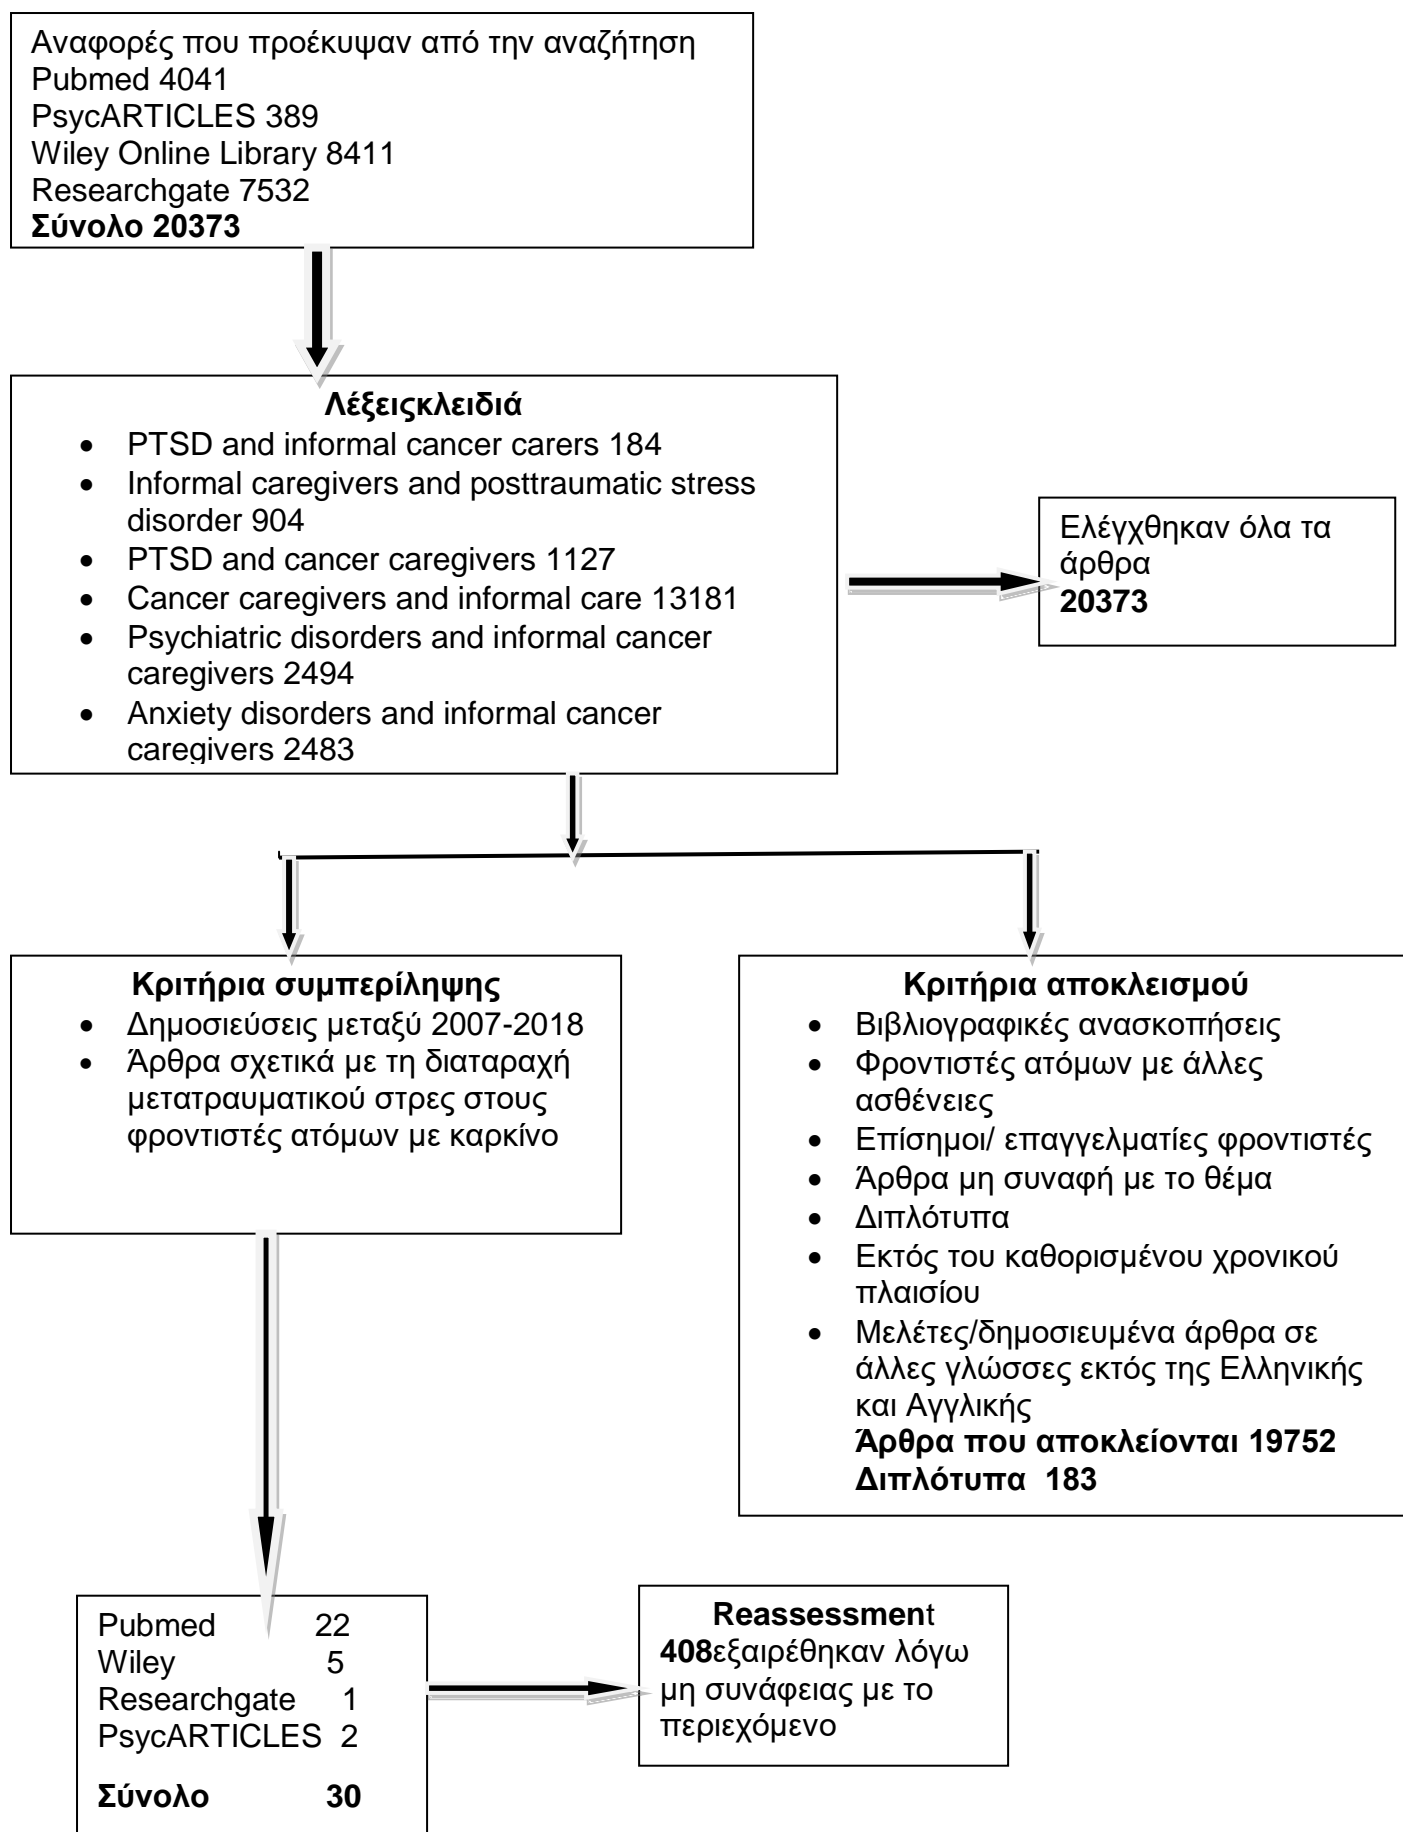 Αναφορές που προέκυψαν από την αναζήτηση
Pubmed 4041
PsycARTICLES 389
Wiley Online Library 8411
Researchgate 7532
Σύνολο 20373
Λέξειςκλειδιά
• PTSD and informal cancer carers 184
• Informal caregivers and posttraumatic stress
disorder 904
• PTSD and cancer caregivers 1127
• Cancer caregivers and informal care 13181
• Psychiatric disorders and informal cancer
caregivers 2494
• Anxiety disorders and informal cancer
caregivers 2483
Ελέγχθηκαν όλα τα
άρθρα
20373
Κριτήρια συμπερίληψης
• Δημοσιεύσεις μεταξύ 2007-2018
• Άρθρα σχετικά με τη διαταραχή
μετατραυματικού στρες στους
φροντιστές ατόμων με καρκίνο
Κριτήρια αποκλεισμού
• Βιβλιογραφικές ανασκοπήσεις
• Φροντιστές ατόμων με άλλες
ασθένειες
• Επίσημοι/ επαγγελματίες φροντιστές
• Άρθρα μη συναφή με το θέμα
• Διπλότυπα
• Εκτός του καθορισμένου χρονικού
πλαισίου
• Μελέτες/δημοσιευμένα άρθρα σε
άλλες γλώσσες εκτός της Ελληνικής
και Αγγλικής
Άρθρα που αποκλείονται 19752
Διπλότυπα 183
Pubmed 22
Wiley 5
Researchgate 1
PsycARTICLES 2
Σύνολο 30
Reassessment
408εξαιρέθηκαν λόγω
μη συνάφειας με το
περιεχόμενο